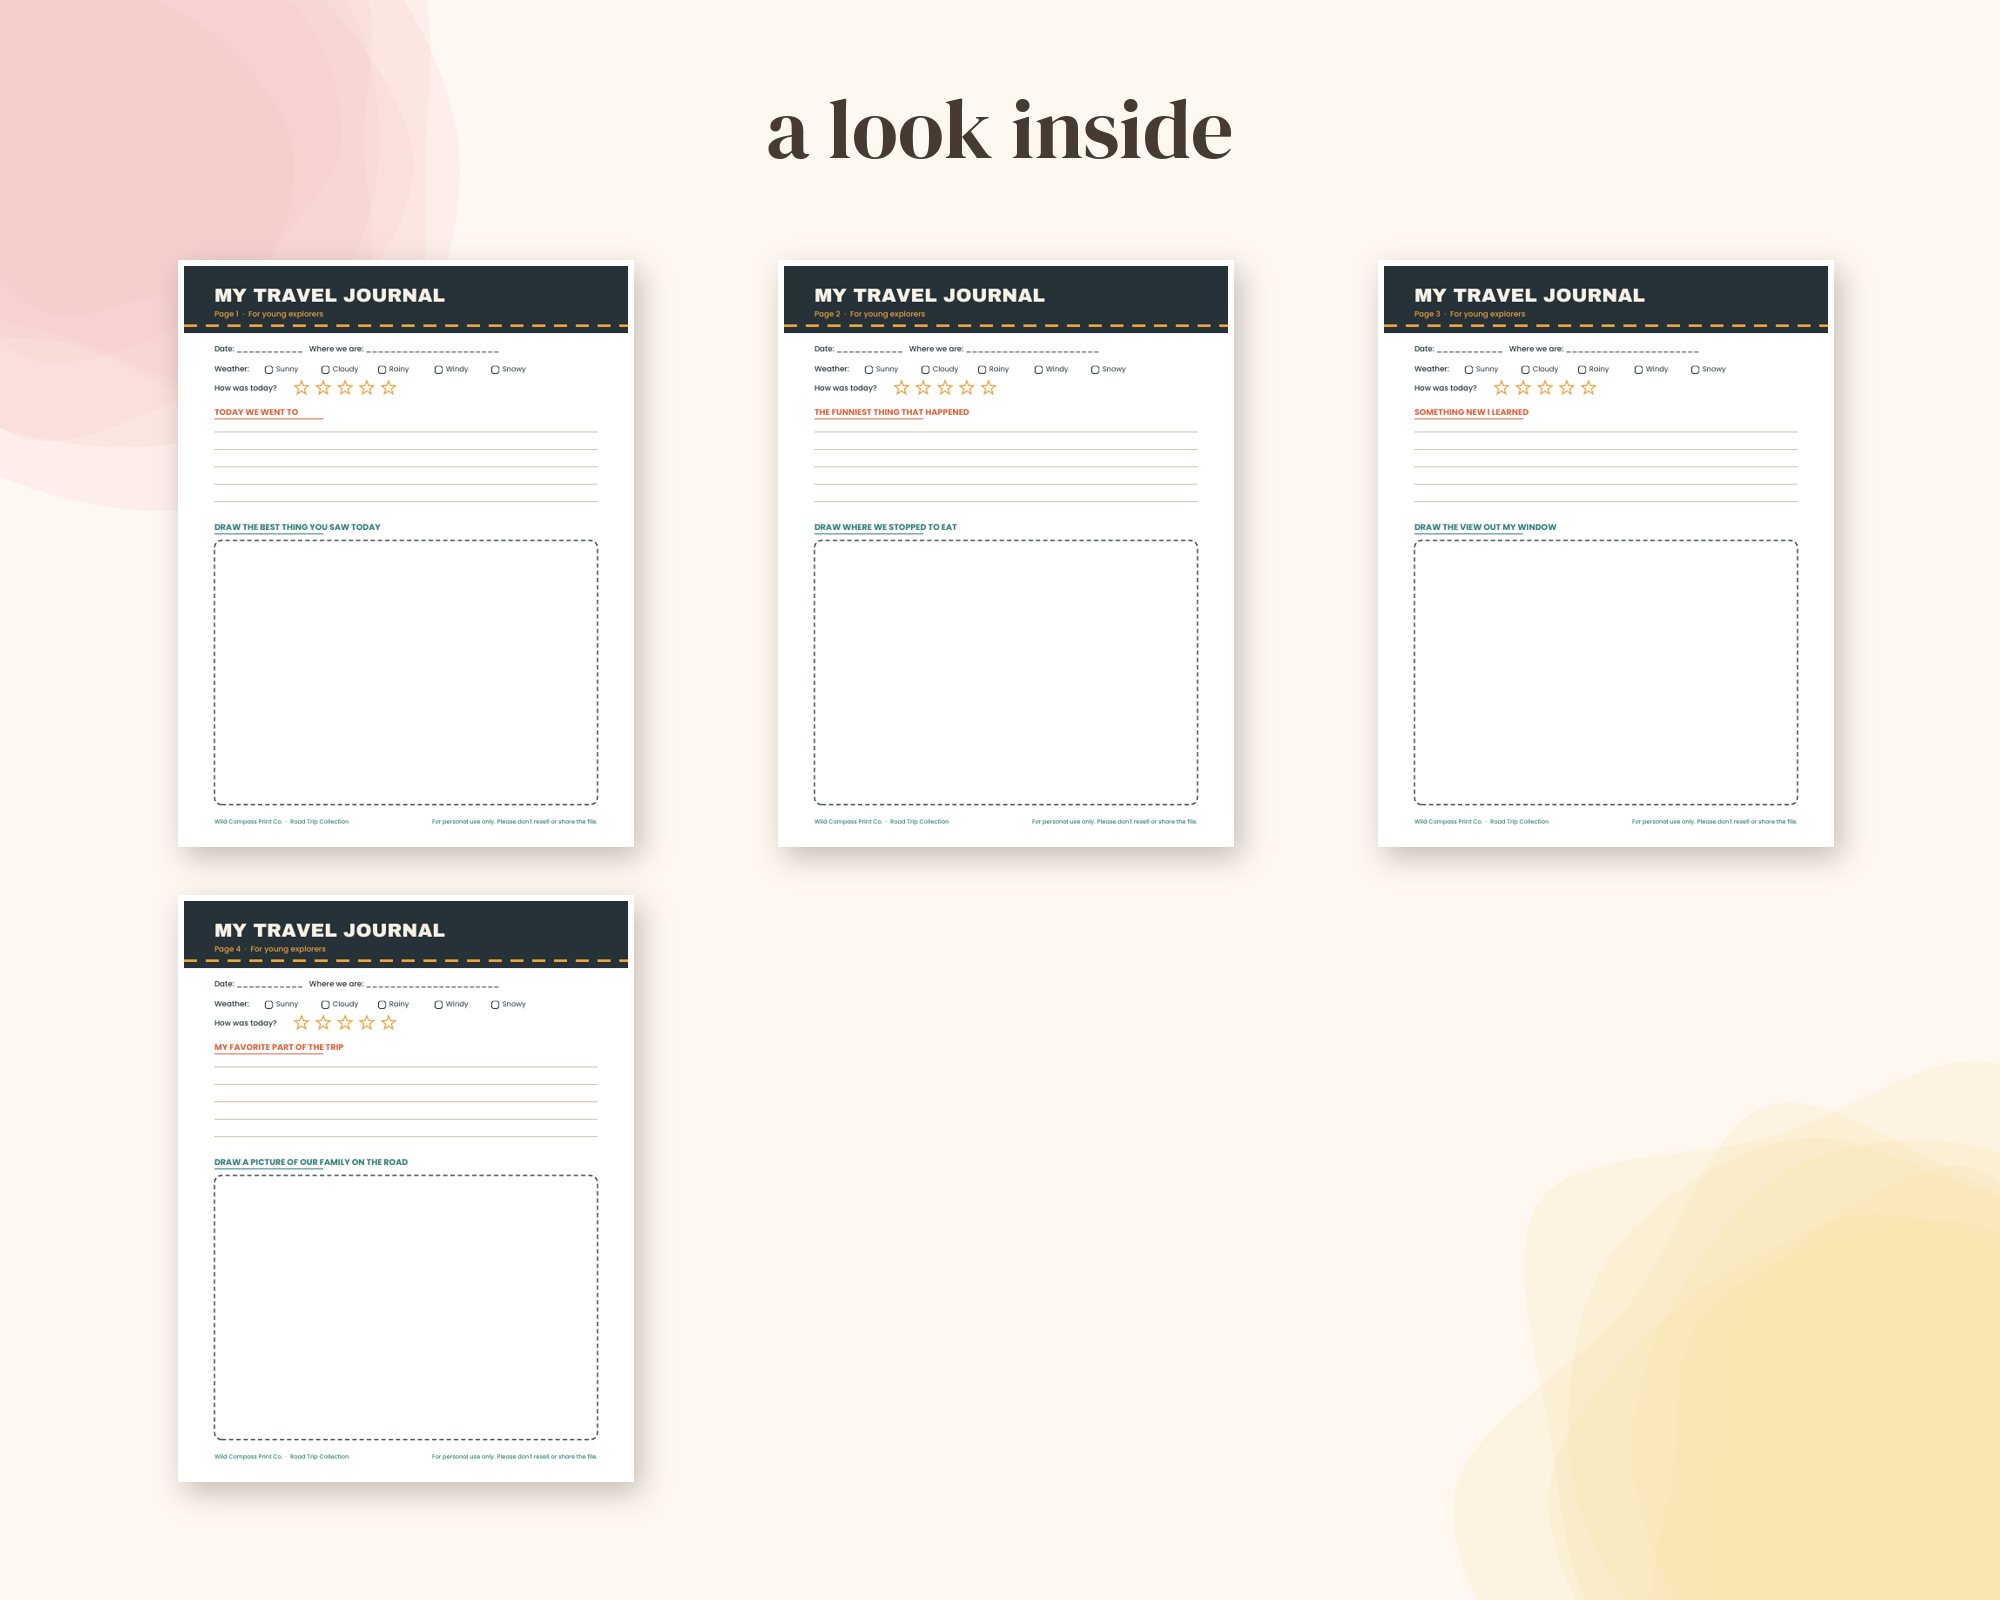 a look inside
MY TRAVEL JOURNAL
Page 1 · For young explorers
Date: ____________ Where we are: ________________________
Weather: Sunny Cloudy Rainy Windy Snowy
How was today?
TODAY WE WENT TO
DRAW THE BEST THING YOU SAW TODAY
Wild Compass Print Co. · Road Trip Collection For personal use only. Please don't resell or share the file.
MY TRAVEL JOURNAL
Page 2 · For young explorers
Date: ____________ Where we are: ________________________
Weather: Sunny Cloudy Rainy Windy Snowy
How was today?
THE FUNNIEST THING THAT HAPPENED
DRAW WHERE WE STOPPED TO EAT
Wild Compass Print Co. · Road Trip Collection For personal use only. Please don't resell or share the file.
MY TRAVEL JOURNAL
Page 3 · For young explorers
Date: ____________ Where we are: ________________________
Weather: Sunny Cloudy Rainy Windy Snowy
How was today?
SOMETHING NEW I LEARNED
DRAW THE VIEW OUT MY WINDOW
Wild Compass Print Co. · Road Trip Collection For personal use only. Please don't resell or share the file.
MY TRAVEL JOURNAL
Page 4 · For young explorers
Date: ____________ Where we are: ________________________
Weather: Sunny Cloudy Rainy Windy Snowy
How was today?
MY FAVORITE PART OF THE TRIP
DRAW A PICTURE OF OUR FAMILY ON THE ROAD
Wild Compass Print Co. · Road Trip Collection For personal use only. Please don't resell or share the file.